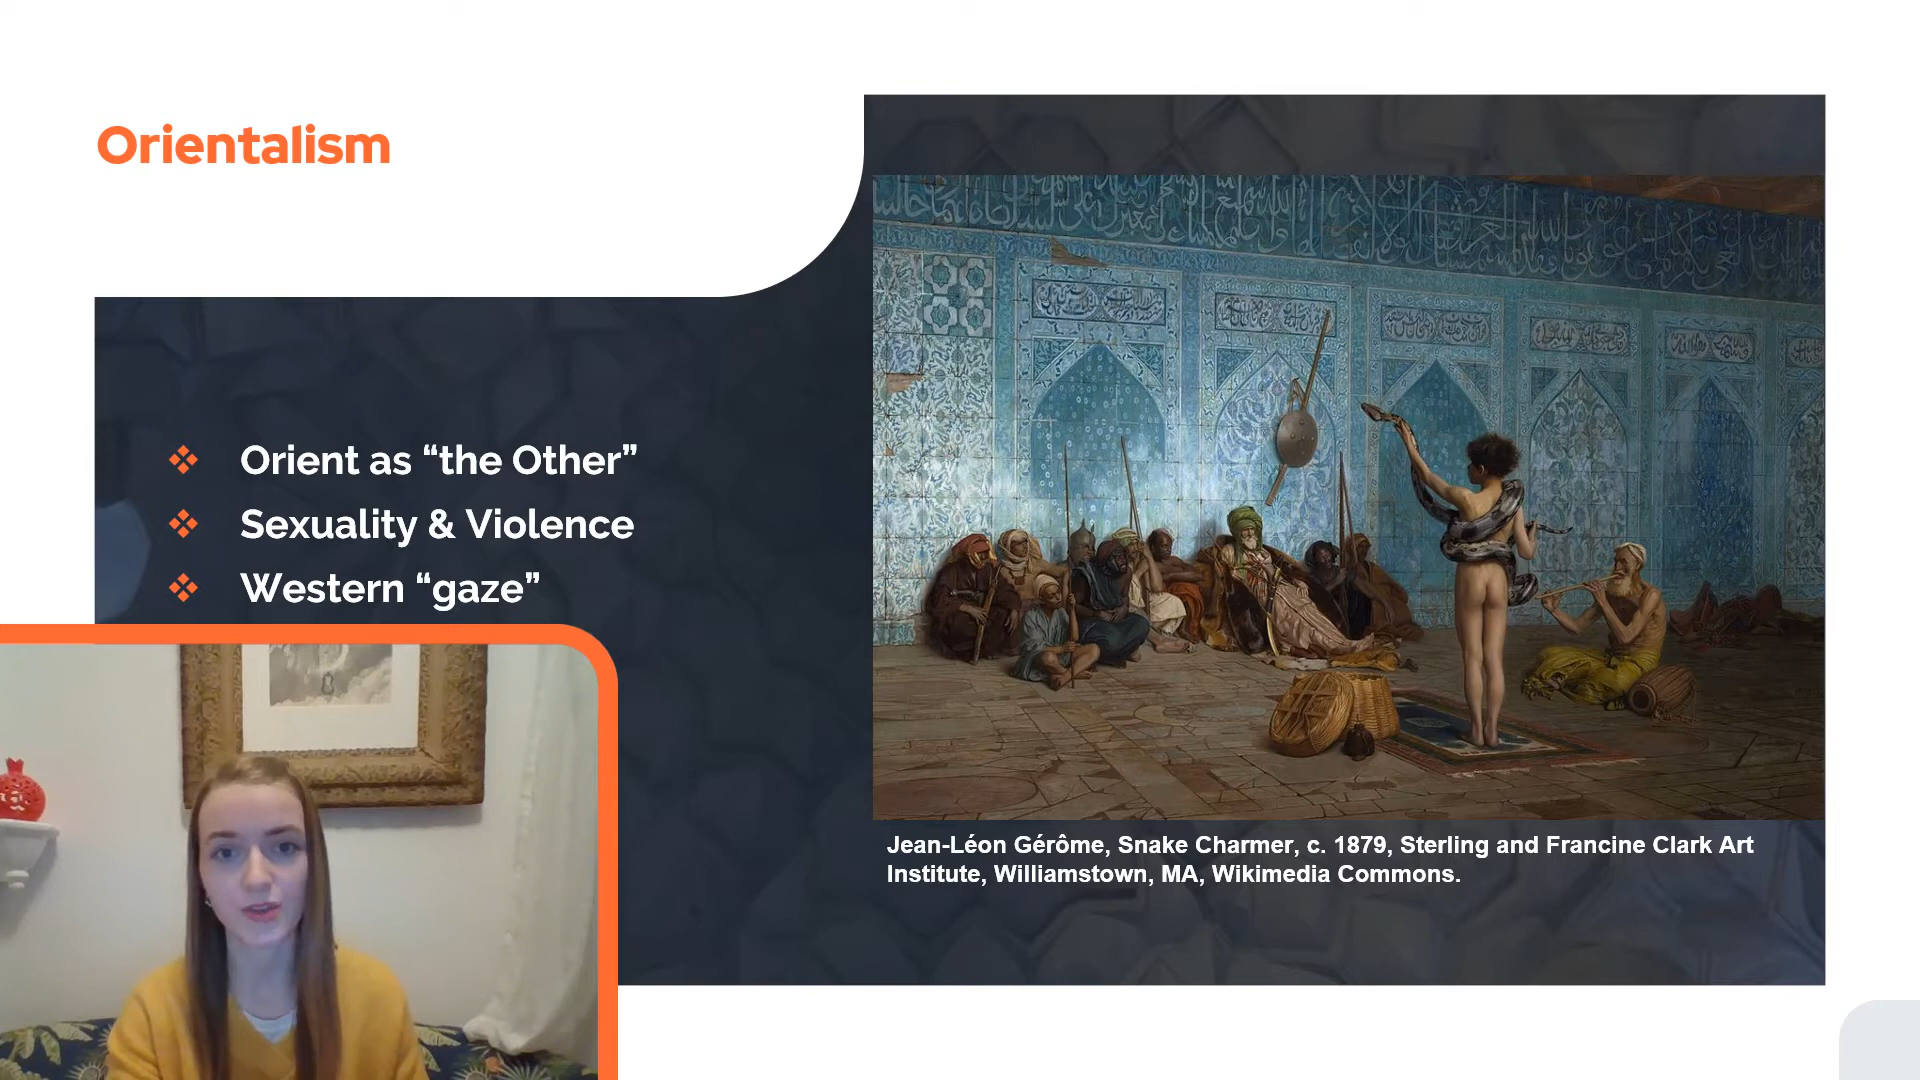 Orientalism
Orient as “the Other”
Sexuality & Violence
Western “gaze”
Jean-Léon Gérôme, Snake Charmer, c. 1879, Sterling and Francine Clark Art
Institute, Williamstown, MA, Wikimedia Commons.